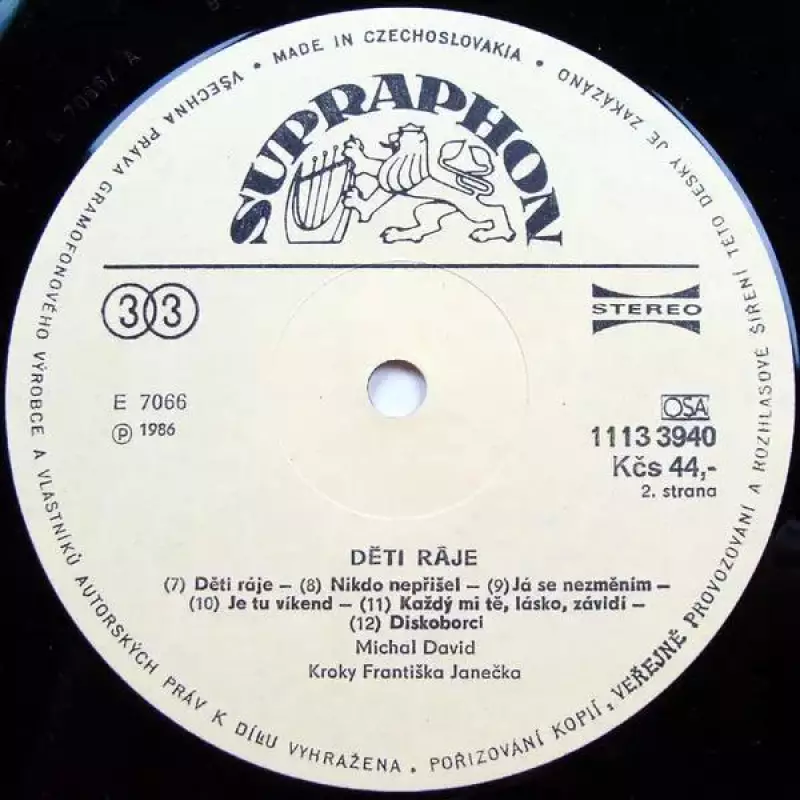 VŠECHNA PRÁVA GRAMOFONOVÉHO VÝROBCE A VLASTNÍKŮ AUTORSKÝCH PRÁV K DÍLU VYHRAŽENA . POŘIZOVÁNÍ KOPIÍ, VEŘEJNÉ PROVOZOVÁNÍ A ROZHLASOVÉ ŠÍŘENÍ TÉTO DESKY JE ZAKÁZÁNO • MADE IN CZECHOSLOVAKIA •
SUPRAPHON
33
STEREO
E 7066
Ⓟ 1986
OSA
1113 3940
Kčs 44,-
2. strana
DĚTI RÁJE
(7) Děti ráje – (8) Nikdo nepřišel – (9) Já se nezměním –
(10) Je tu víkend – (11) Každý mi tě, lásko, závidí –
(12) Diskoborci
Michal David
Kroky Františka Janečka